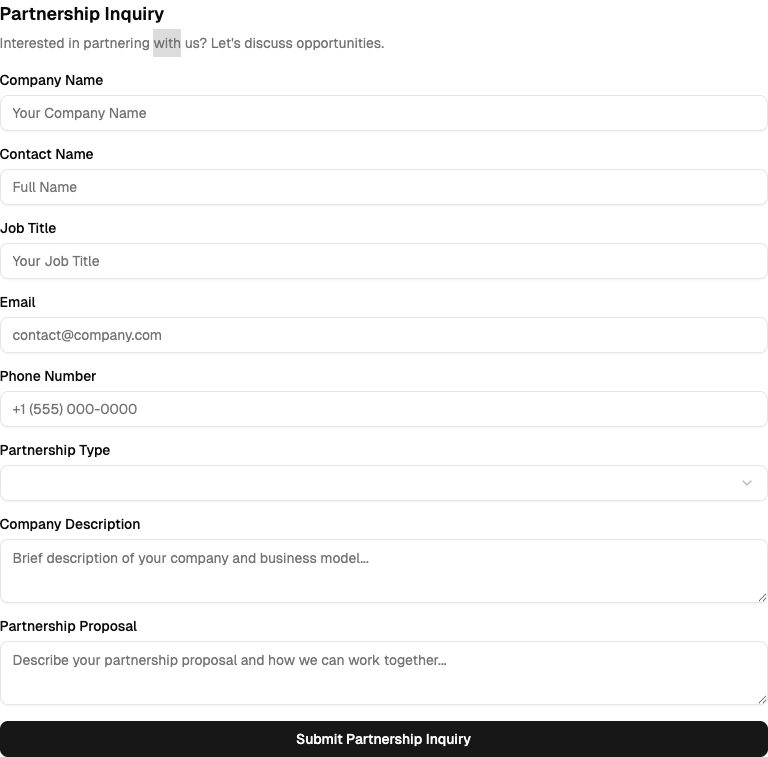 Partnership Inquiry
Interested in partnering with us? Let's discuss opportunities.
Company Name
Your Company Name
Contact Name
Full Name
Job Title
Your Job Title
Email
contact@company.com
Phone Number
+1 (555) 000-0000
Partnership Type
Company Description
Brief description of your company and business model...
Partnership Proposal
Describe your partnership proposal and how we can work together...
Submit Partnership Inquiry